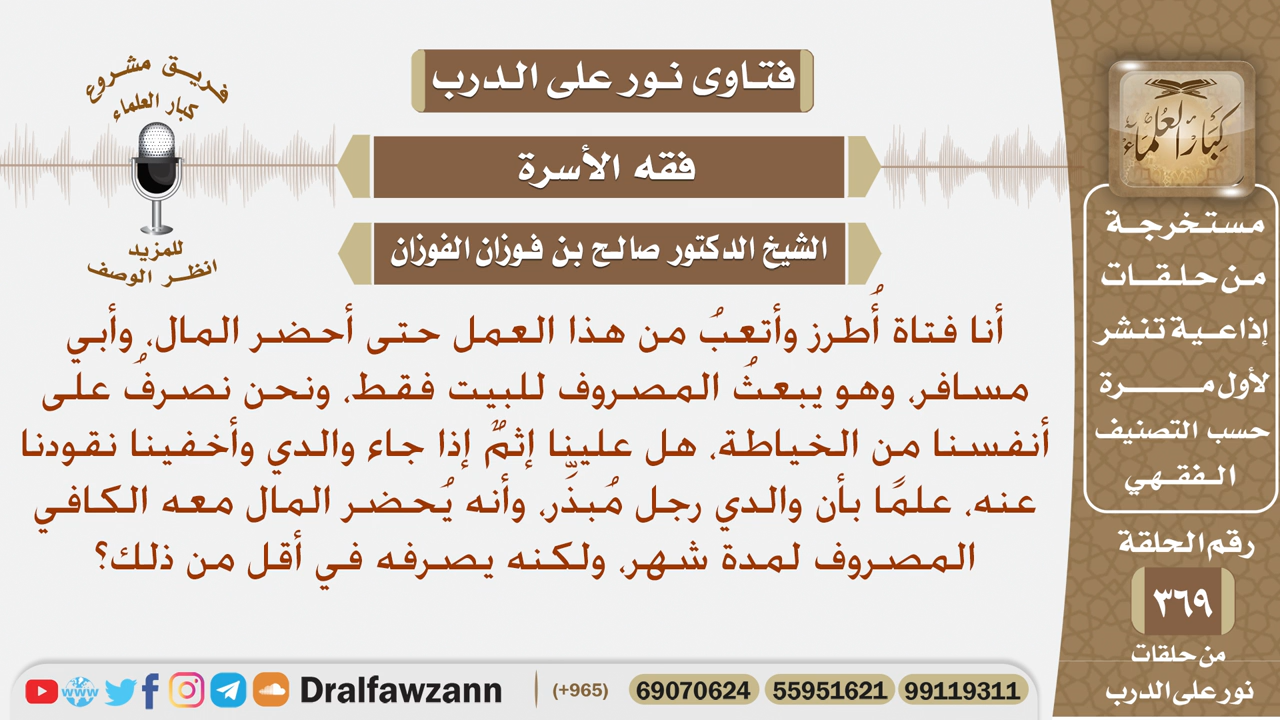 فتاوى نور على الدرب
فقه الأسرة
الشيخ الدكتور صالح بن فوزان الفوزان
فريق مشروع
كبار العلماء
للمزيد
انظر الوصف
أنا فتاة أُطرز وأتعبُ من هذا العمل حتى أحضر المال، وأبي
مسافر، وهو يبعثُ المصروف للبيت فقط، ونحن نصرفُ على
أنفسنا من الخياطة، هل علينا إثمٌ إذا جاء والدي وأخفينا نقودنا
عنه، علمًا بأن والدي رجل مُبذِّر، وأنه يُحضر المال معه الكافي
المصروف لمدة شهر، ولكنه يصرفه في أقل من ذلك؟
كبار العلماء
مستخرجة
من حلقات
إذاعية تنشر
لأول مرة
حسب التصنيف
الفقهي
رقم الحلقة
٣٦٩
من حلقات
نور على الدرب
www Dralfawzann (+965) 69070624 55951621 99119311